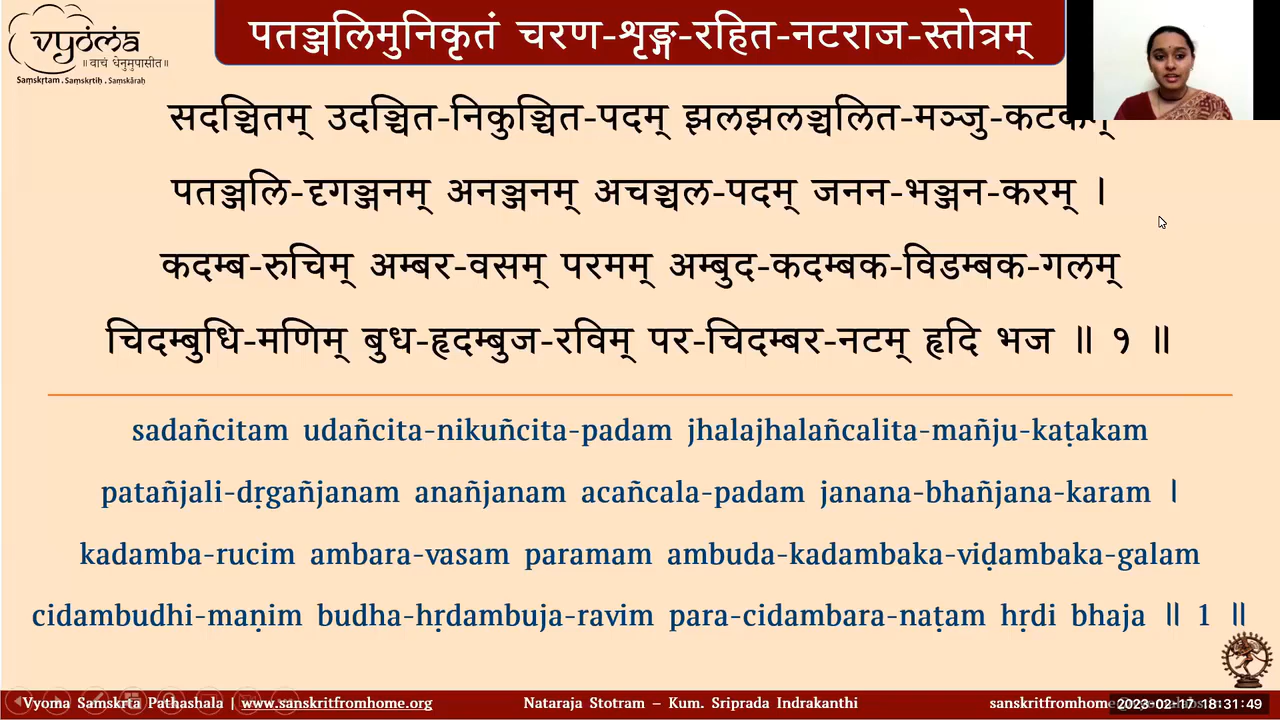 vyoma
॥ वाचं धेनुमुपासीत॥
Saṃskṛtam . Saṃskṛtiḥ . Saṃskāraḥ
पतञ्जलिमुनिकृतं चरण-शृङ्ग-रहित-नटराज-स्तोत्रम्
सदञ्चितम् उदञ्चित-निकुञ्चित-पदम् झलझलञ्चलित-मञ्जु-कटकम्
पतञ्जलि-दृगञ्जनम् अनञ्जनम् अचञ्चल-पदम् जनन-भञ्जन-करम् ।
कदम्ब-रुचिम् अम्बर-वसम् परमम् अम्बुद-कदम्बक-विडम्बक-गलम्
चिदम्बुधि-मणिम् बुध-हृदम्बुज-रविम् पर-चिदम्बर-नटम् हृदि भज ॥ १ ॥
sadañcitam udañcita-nikuñcita-padam jhalajhalañcalita-mañju-kaṭakam
patañjali-dṛgañjanam anañjanam acañcala-padam janana-bhañjana-karam ।
kadamba-rucim ambara-vasam paramam ambuda-kadambaka-viḍambaka-galam
cidambudhi-maṇim budha-hṛdambuja-ravim para-cidambara-naṭam hṛdi bhaja ॥ 1 ॥
Vyoma Samskrta Pathashala | www.sanskritfromhome.org Nataraja Stotram – Kum. Sriprada Indrakanthi sanskritfromhome
2023-02-17 18:31:49